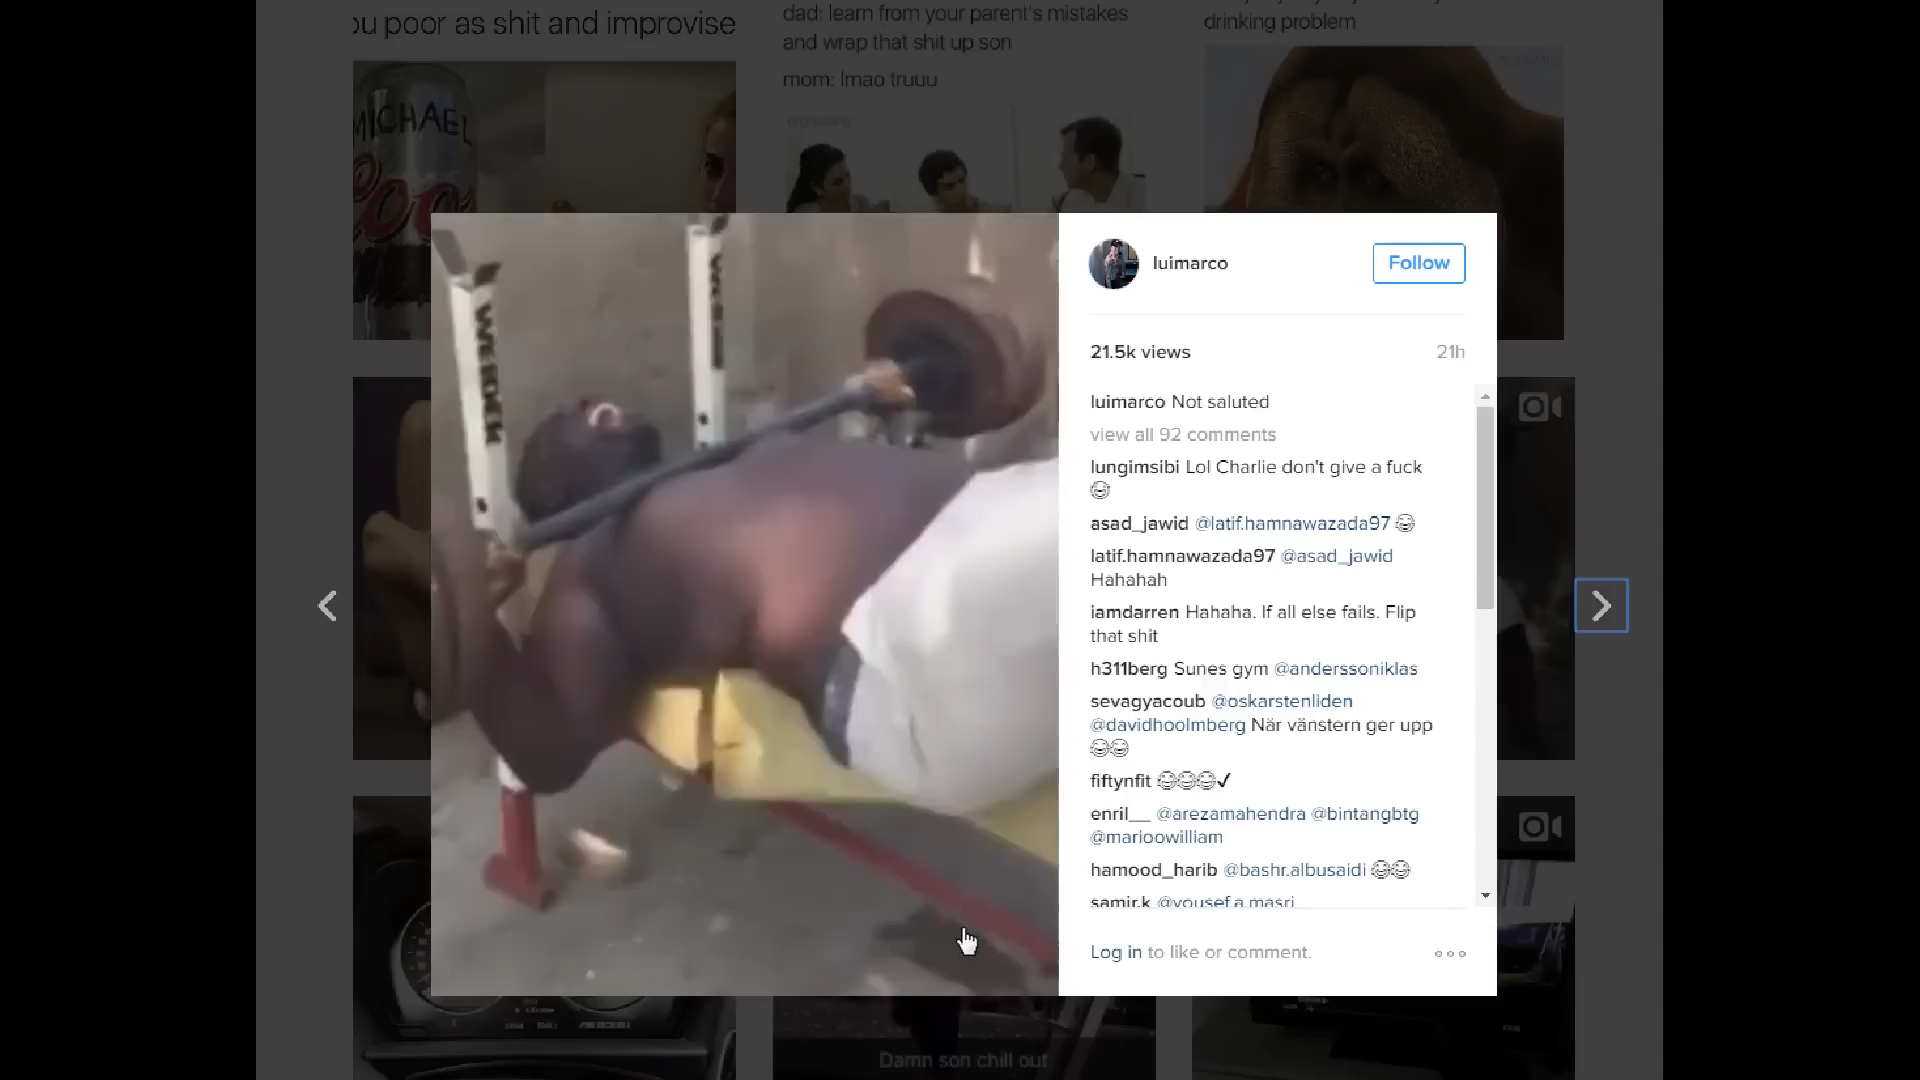 ou poor as shit and improvise
dad: learn from your parent's mistakes
and wrap that shit up son
mom: lmao truuu
drinking problem
MICHAEL
WEEDER
luimarco
Follow
21.5k views
21h
luimarco Not saluted
view all 92 comments
lungimsibi Lol Charlie don't give a fuck
😂
asad_jawid @latif.hamnawazada97 😂
latif.hamnawazada97 @asad_jawid
Hahahah
iamdarren Hahaha. If all else fails. Flip
that shit
h311berg Sunes gym @anderssoniklas
sevagyacoub @oskarstenliden
@davidhoolmberg När vänstern ger upp
😂😂
fiftynfit 😂😂😂✔
enril__ @arezamahendra @bintangbtg
@marioowilliam
hamood_harib @bashr.albusaidi 😂😂
samir.k @yousef.a.masri
Log in to like or comment.
Damn son chill out